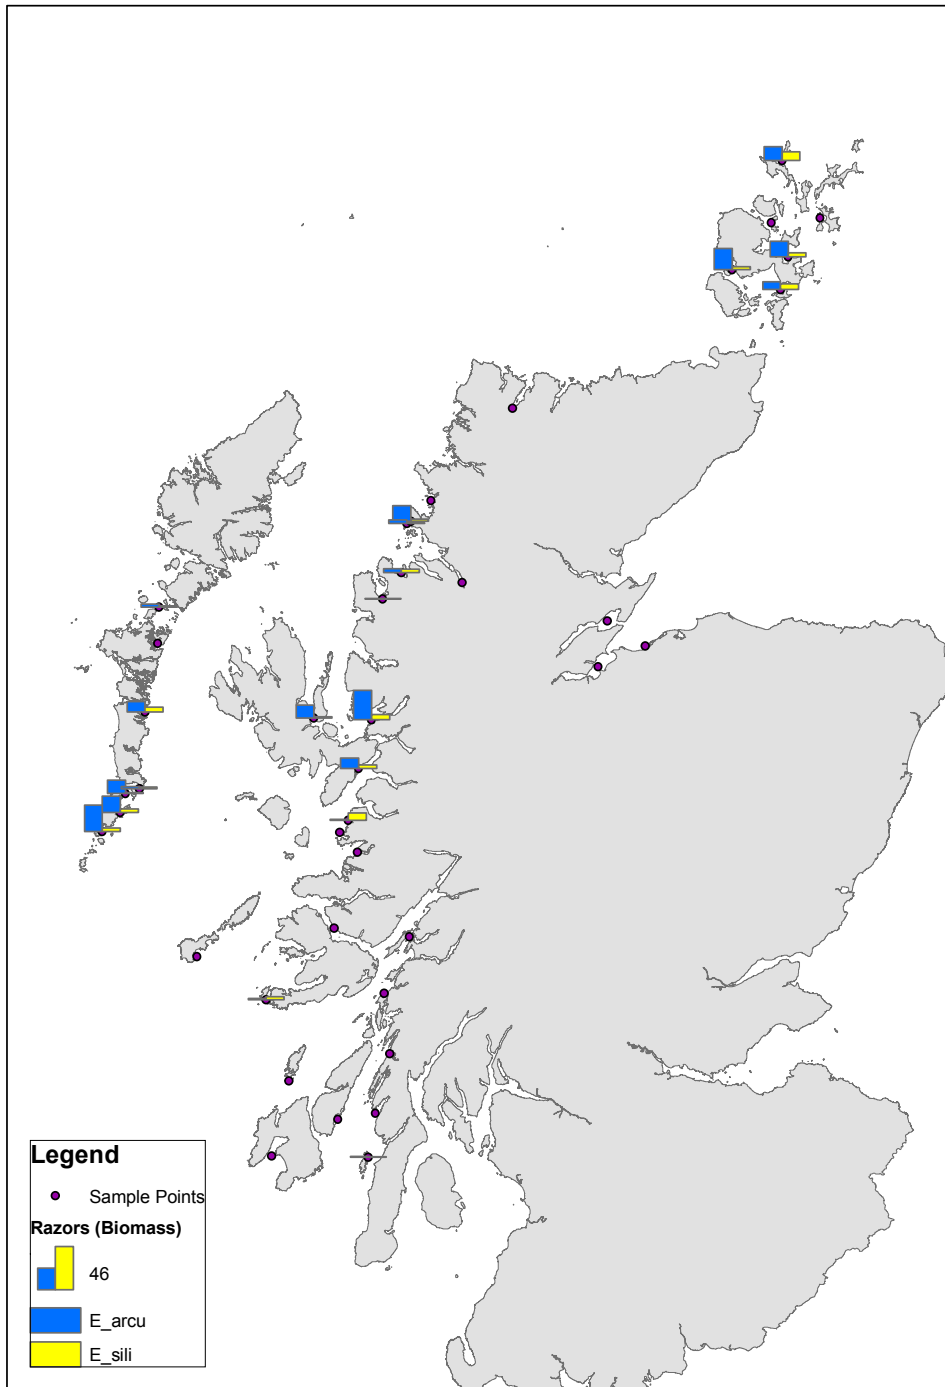 Legend
Sample Points
Razors (Biomass)
46
E_arcu
E_sili